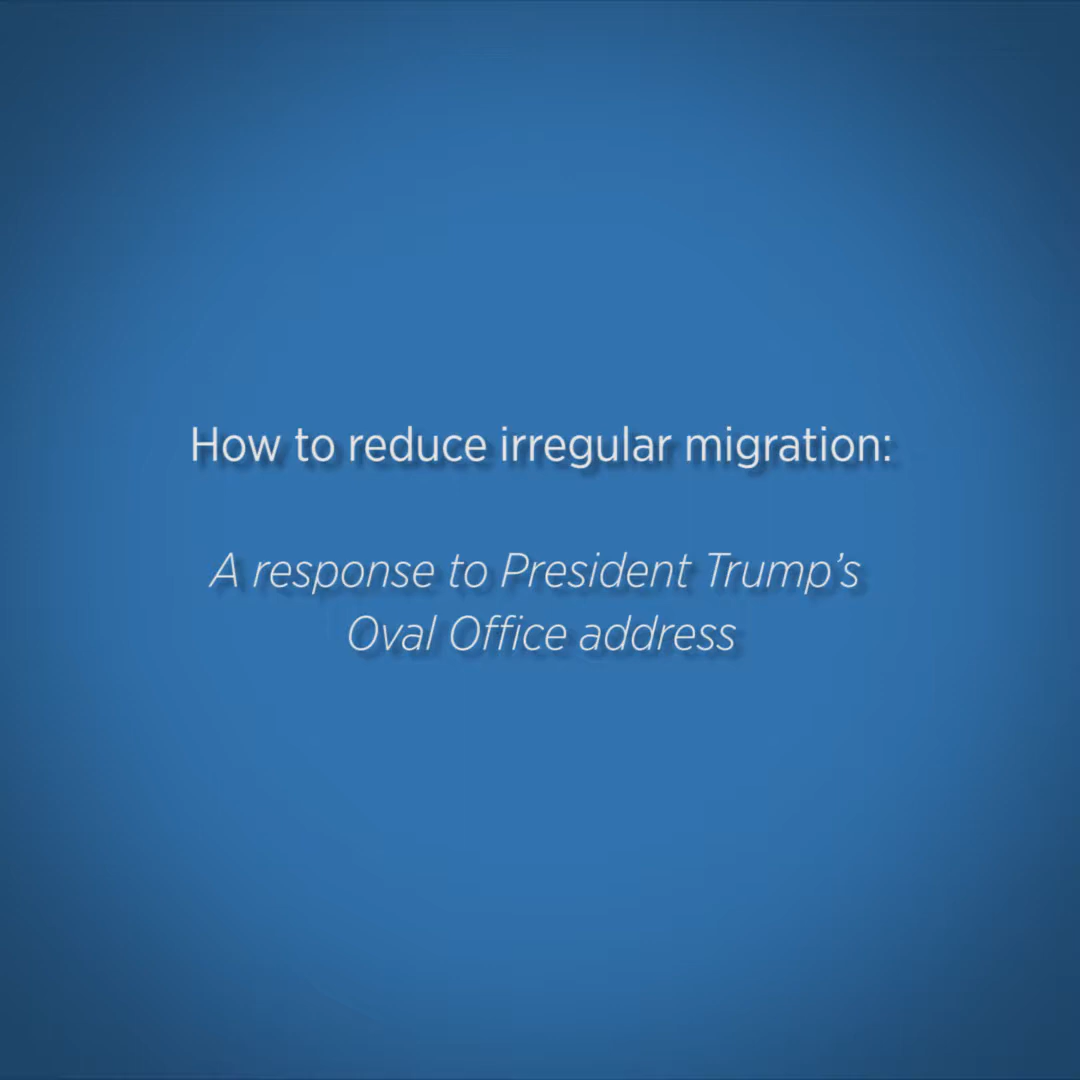 How to reduce irregular migration:
A response to President Trump’s
Oval Office address